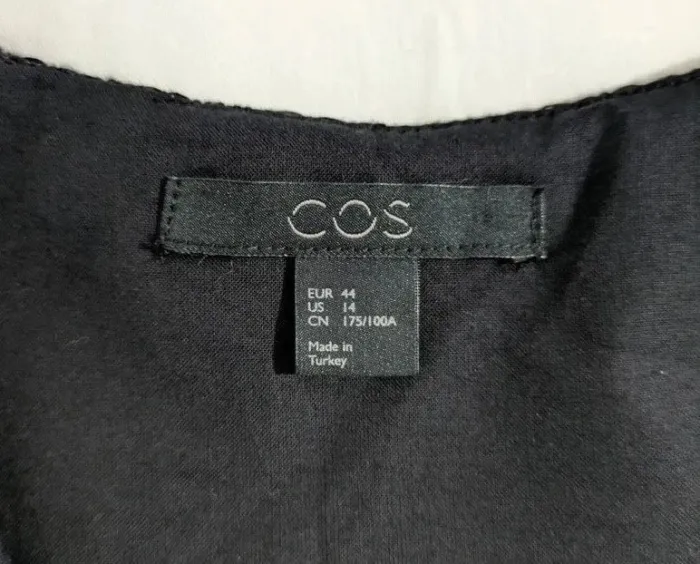 COS
EUR 44
US 14
CN 175/100A
Made in
Turkey